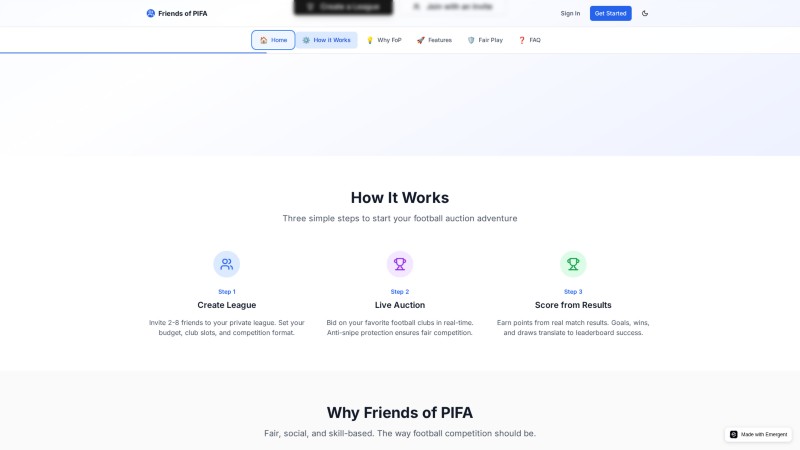 Create a League
Join with an Invite
Friends of PIFA
Sign In
Get Started
Home
How it Works
Why FoP
Features
Fair Play
FAQ
How It Works
Three simple steps to start your football auction adventure
Step 1
Create League
Invite 2-8 friends to your private league. Set your
budget, club slots, and competition format.
Step 2
Live Auction
Bid on your favorite football clubs in real-time.
Anti-snipe protection ensures fair competition.
Step 3
Score from Results
Earn points from real match results. Goals, wins,
and draws translate to leaderboard success.
Why Friends of PIFA
Fair, social, and skill-based. The way football competition should be.
Made with Emergent